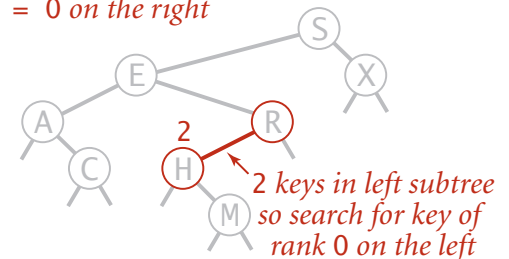 = 0 on the right
S
E
X
A
2
R
C
H
2 keys in left subtree
so search for key of
M
rank 0 on the left